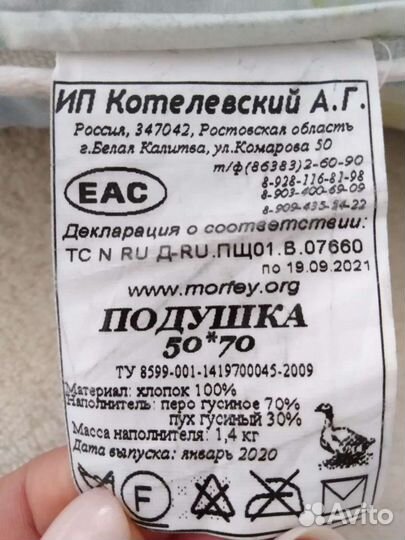 ИП Котелевский А.Г.
Россия, 347042, Ростовская область
г.Белая Калитва, ул.Комарова 50
т/ф(86383)2-60-90
8-928-116-81-98
8-903-400-69-09
8-909-435-84-22
EAC
Декларация о соответствии:
ТС N RU Д-RU.ПЩ01.В.07660
по 19.09.2021
www.morfey.org
ПОДУШКА
50*70
ТУ 8599-001-1419700045-2009
Материал: хлопок 100%
Наполнитель: перо гусиное 70%
пух гусиный 30%
Масса наполнителя: 1,4 кг
Дата выпуска: январь 2020
F
Avito